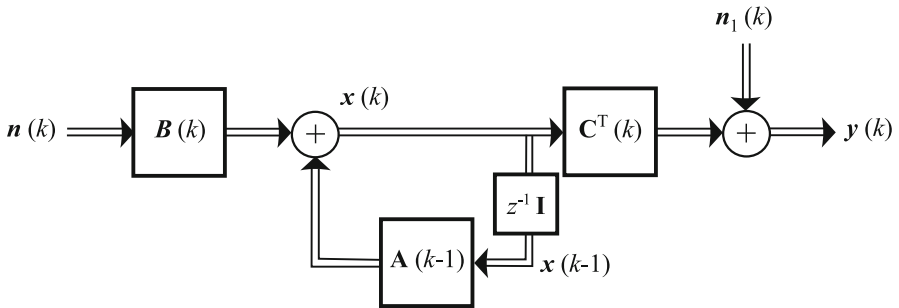 n₁ (k)
x (k)
n (k)
B (k)
+
Cᵀ (k)
+
y (k)
z⁻¹ I
A (k-1)
x (k-1)